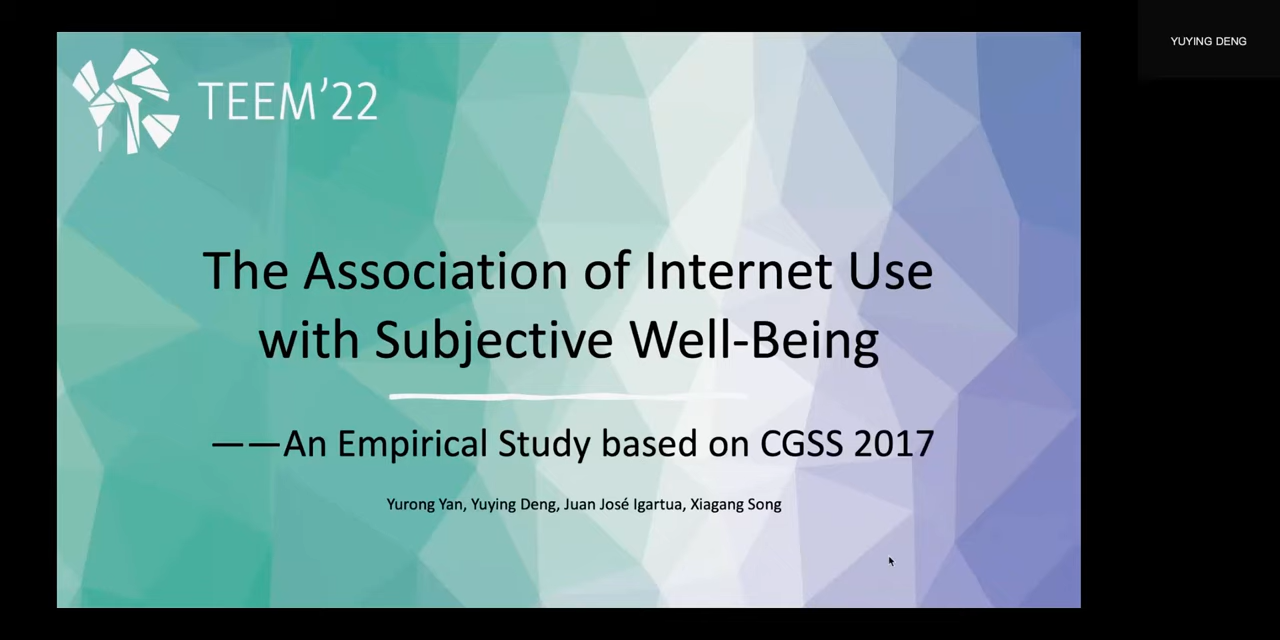 YUYING DENG
TEEM'22
The Association of Internet Use
with Subjective Well-Being
——An Empirical Study based on CGSS 2017
Yurong Yan, Yuying Deng, Juan José Igartua, Xiagang Song